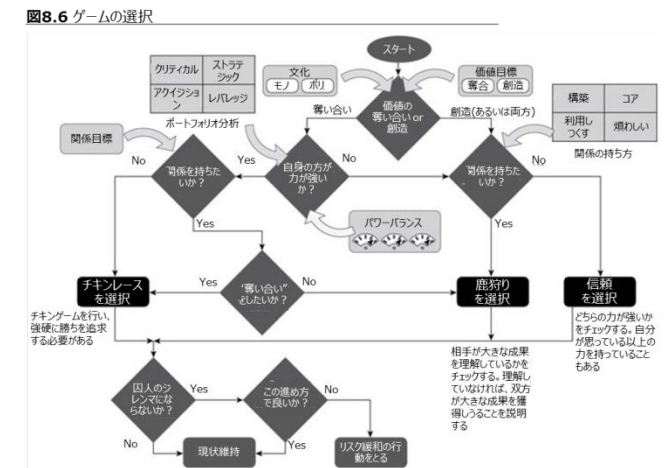 図8.6 ゲームの選択
スタート
クリティカル
ストラテ
ジック
アクイジショ
ン
レバレッジ
ポートフォリオ分析
文化
モノ
ポリ
価値目標
奪合
創造
構築
コア
利用し
つくす
煩わしい
関係の持ち方
価値の
奪い合い or
創造
奪い合い
創造(あるいは両方)
関係目標
No
関係を持ちた
いか？
Yes
自身の方が
力が強い
か？
No
関係を持ちた
いか？
No
パワーバランス
Yes
Yes
チキンレース
を選択
Yes
"奪い合い"
をしたいか？
No
鹿狩り
を選択
信頼
を選択
チキンゲームを行い、
強硬に勝ちを追求
する必要がある
どちらの力が強いか
をチェックする。自分
が思っている以上の
力を持っていること
もある
相手が大きな成果
を理解しているかを
チェックする。理解し
ていなければ、双方
が大きな成果を獲
得しうることを説明
する
囚人のジ
レンマにな
らないか？
Yes
この進め方
で良いか？
No
No
現状維持
Yes
リスク緩和の行
動をとる